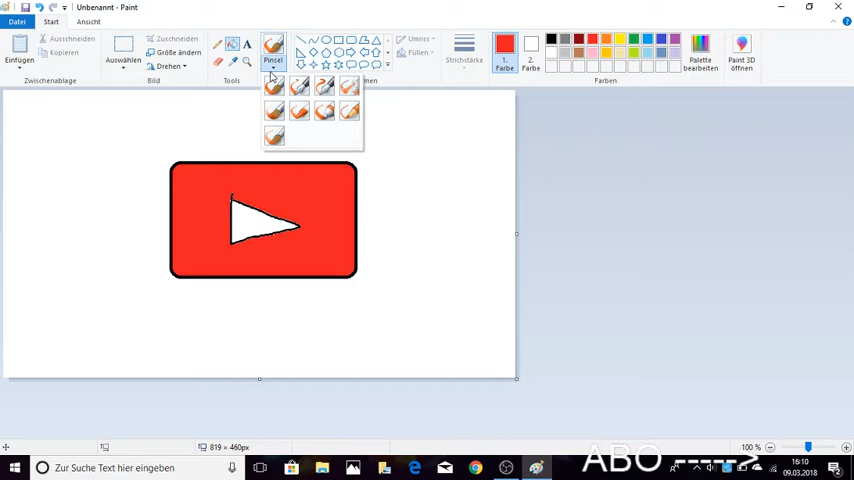 Unbenannt - Paint
Datei Start Ansicht
Einfügen
Ausschneiden
Kopieren
Zwischenablage
Auswählen
Zuschneiden
Größe ändern
Drehen
Bild
A
Tools
Pinsel
Umriss
Füllen
men
Strichstärke
1. Farbe
2. Farbe
Palette bearbeiten
Paint 3D öffnen
Farben
819 × 460px
100 %
Zur Suche Text hier eingeben
ABO ----->
16:10
09.03.2018
2